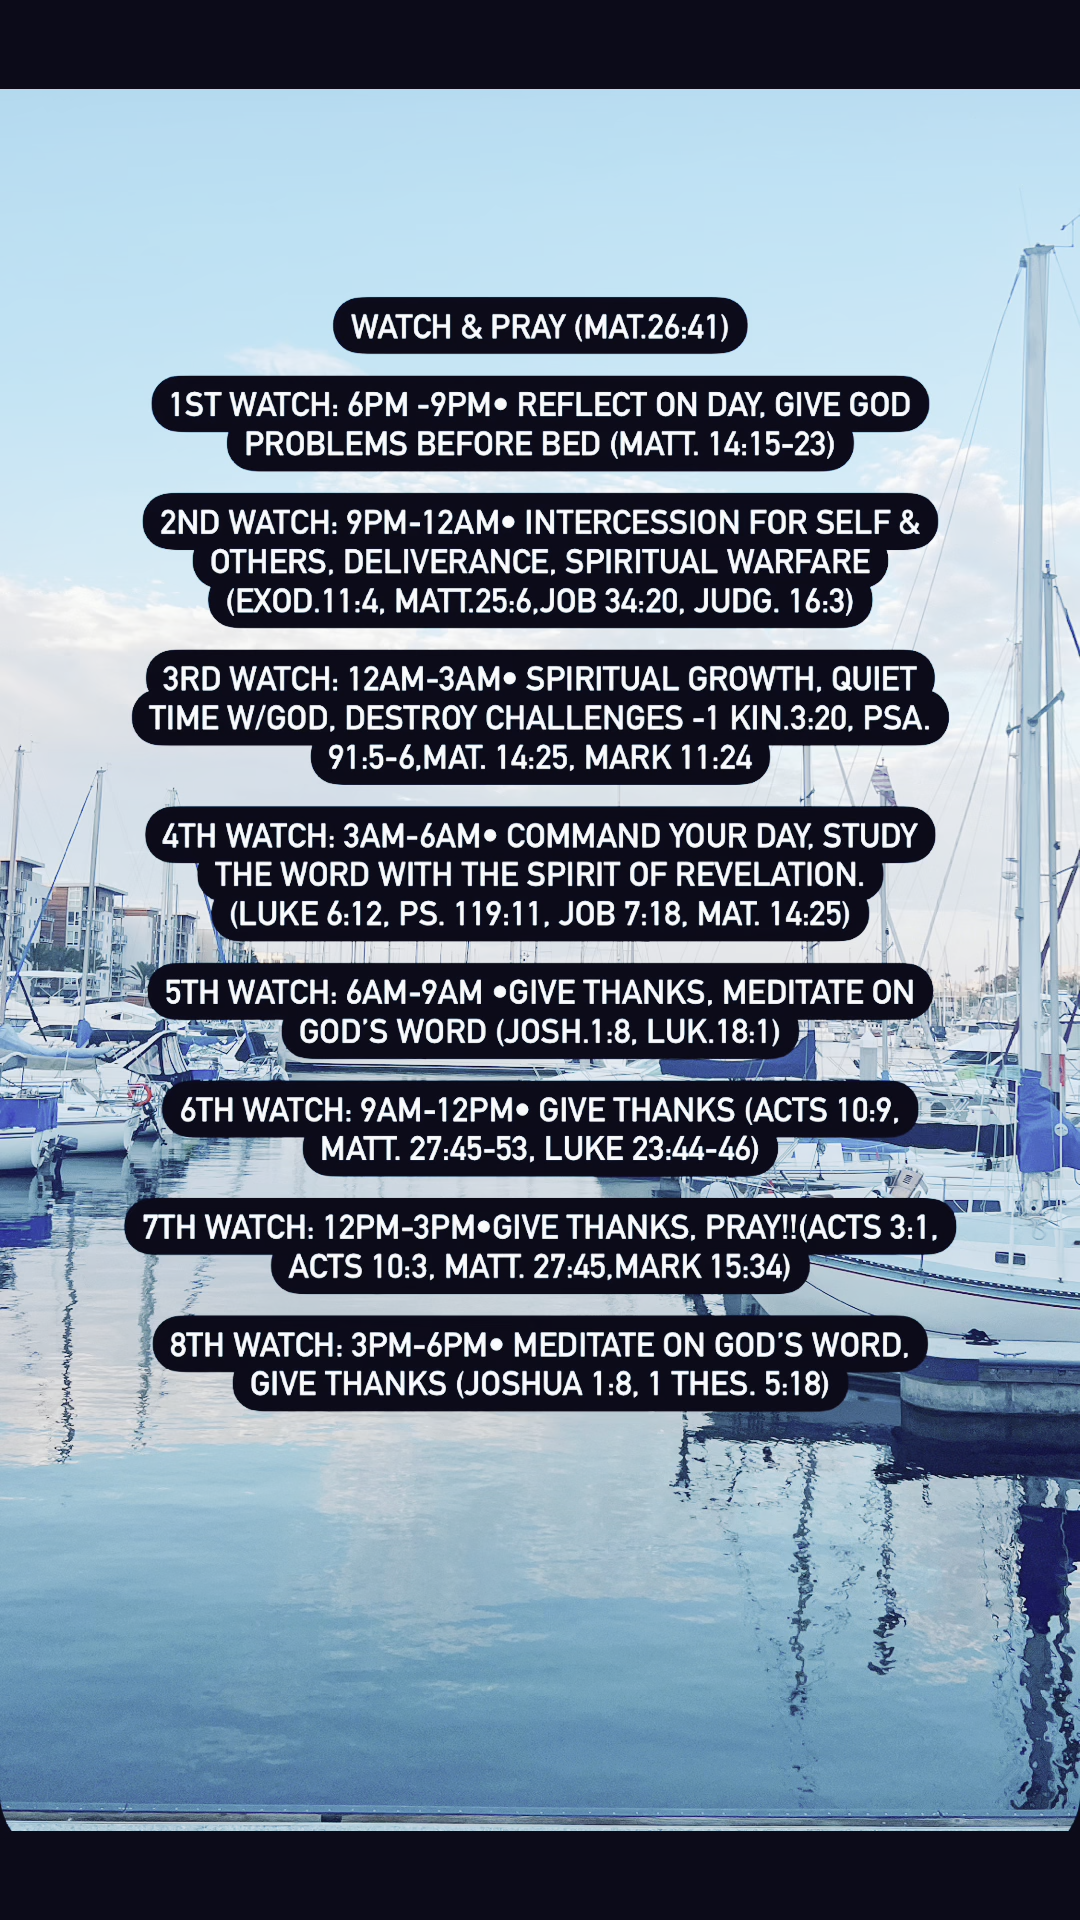 WATCH & PRAY (MAT.26:41)
1ST WATCH: 6PM -9PM• REFLECT ON DAY, GIVE GOD
PROBLEMS BEFORE BED (MATT. 14:15-23)
2ND WATCH: 9PM-12AM• INTERCESSION FOR SELF &
OTHERS, DELIVERANCE, SPIRITUAL WARFARE
(EXOD.11:4, MATT.25:6,JOB 34:20, JUDG. 16:3)
3RD WATCH: 12AM-3AM• SPIRITUAL GROWTH, QUIET
TIME W/GOD, DESTROY CHALLENGES -1 KIN.3:20, PSA.
91:5-6,MAT. 14:25, MARK 11:24
4TH WATCH: 3AM-6AM• COMMAND YOUR DAY, STUDY
THE WORD WITH THE SPIRIT OF REVELATION.
(LUKE 6:12, PS. 119:11, JOB 7:18, MAT. 14:25)
5TH WATCH: 6AM-9AM •GIVE THANKS, MEDITATE ON
GOD'S WORD (JOSH.1:8, LUK.18:1)
6TH WATCH: 9AM-12PM• GIVE THANKS (ACTS 10:9,
MATT. 27:45-53, LUKE 23:44-46)
7TH WATCH: 12PM-3PM•GIVE THANKS, PRAY!!(ACTS 3:1,
ACTS 10:3, MATT. 27:45,MARK 15:34)
8TH WATCH: 3PM-6PM• MEDITATE ON GOD'S WORD,
GIVE THANKS (JOSHUA 1:8, 1 THES. 5:18)